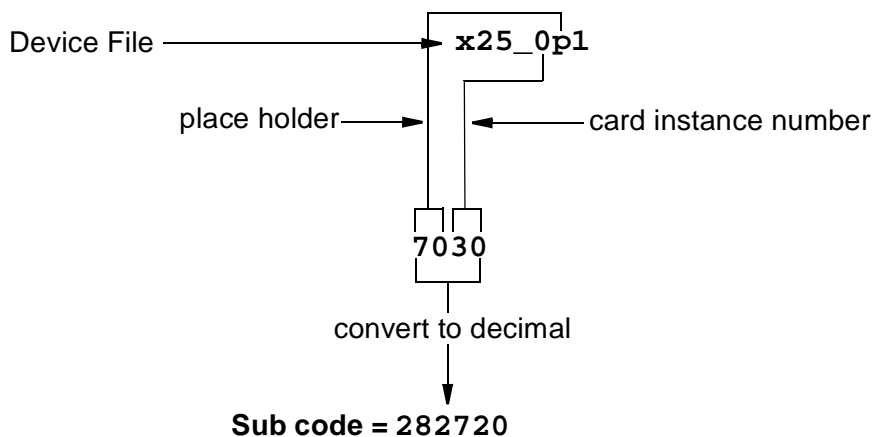 Device File x25_0p1
place holder card instance number
7030
convert to decimal
Sub code = 282720